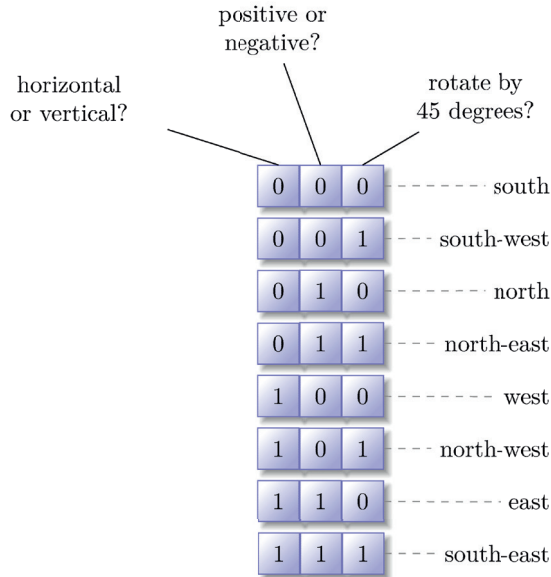 positive or
negative?
horizontal
or vertical?
rotate by
45 degrees?
0 0 0 south
0 0 1 south-west
0 1 0 north
0 1 1 north-east
1 0 0 west
1 0 1 north-west
1 1 0 east
1 1 1 south-east